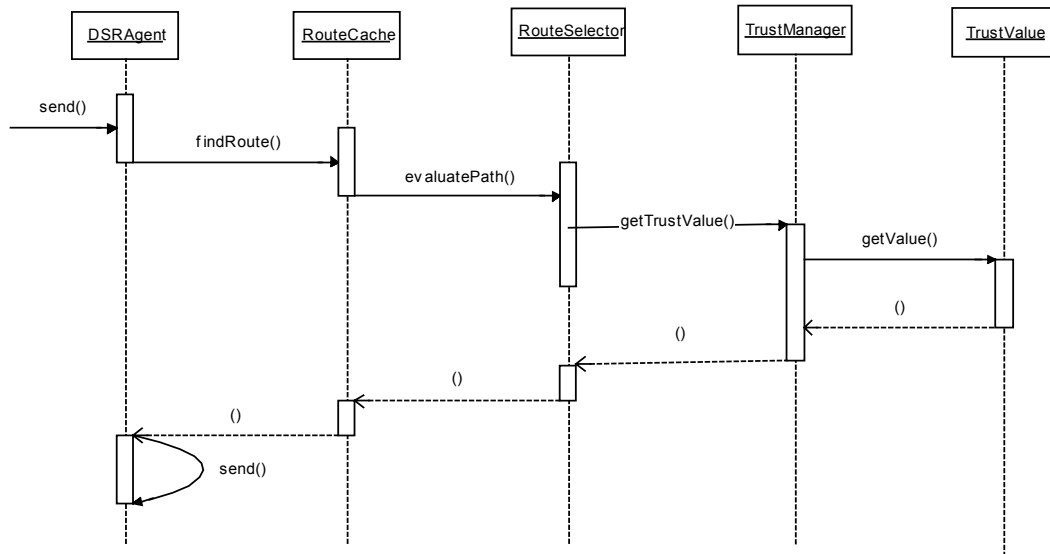 DSRAgent
RouteCache
RouteSelector
TrustManager
TrustValue
send()
findRoute()
evaluatePath()
getTrustValue()
getValue()
()
()
()
()
send()